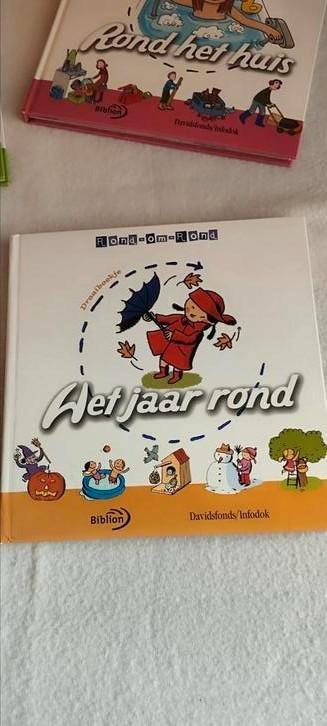 Rond het huis
Biblion
Davidsfonds/Infodok
Rond-om-Rond
Draaiboekje
Het jaar rond
Biblion
Davidsfonds/Infodok